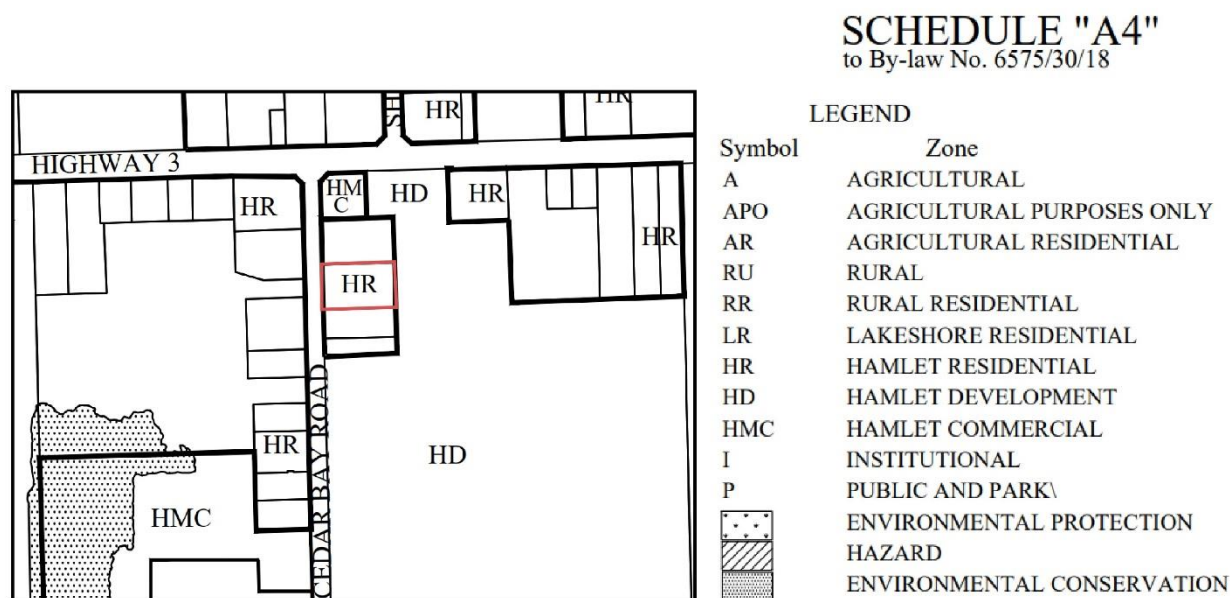 SCHEDULE "A4"
to By-law No. 6575/30/18
LEGEND
Symbol Zone
A AGRICULTURAL
APO AGRICULTURAL PURPOSES ONLY
AR AGRICULTURAL RESIDENTIAL
RU RURAL
RR RURAL RESIDENTIAL
LR LAKESHORE RESIDENTIAL
HR HAMLET RESIDENTIAL
HD HAMLET DEVELOPMENT
HMC HAMLET COMMERCIAL
I INSTITUTIONAL
P PUBLIC AND PARK\
ENVIRONMENTAL PROTECTION
HAZARD
ENVIRONMENTAL CONSERVATION
HR
HR
HIGHWAY 3
HM
C
HD
HR
HR
HR
HR
HR
CEDAR BAY ROAD
HD
HMC